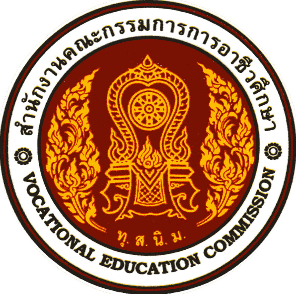 สำนักงานคณะกรรมการการอาชีวศึกษา
ทุ. ส. นิ. ม.
VOCATIONAL EDUCATION COMMISSION